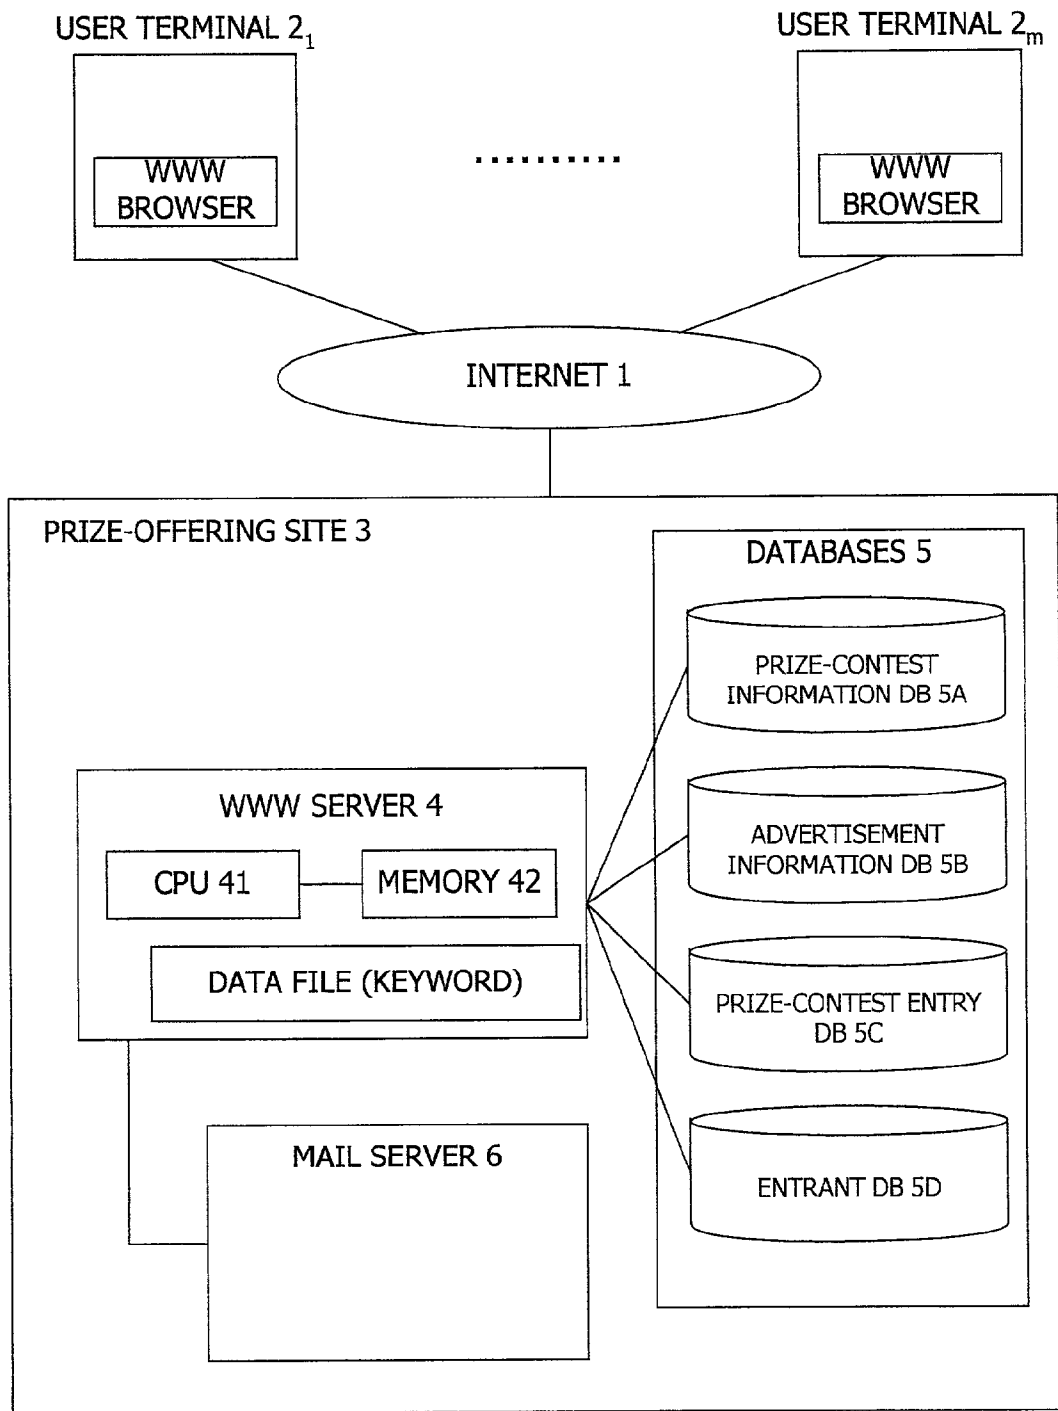 USER TERMINAL 2₁
USER TERMINAL 2ₘ
WWW
BROWSER
..........
WWW
BROWSER
INTERNET 1
PRIZE-OFFERING SITE 3
DATABASES 5
PRIZE-CONTEST
INFORMATION DB 5A
WWW SERVER 4
CPU 41
MEMORY 42
DATA FILE (KEYWORD)
ADVERTISEMENT
INFORMATION DB 5B
PRIZE-CONTEST ENTRY
DB 5C
MAIL SERVER 6
ENTRANT DB 5D